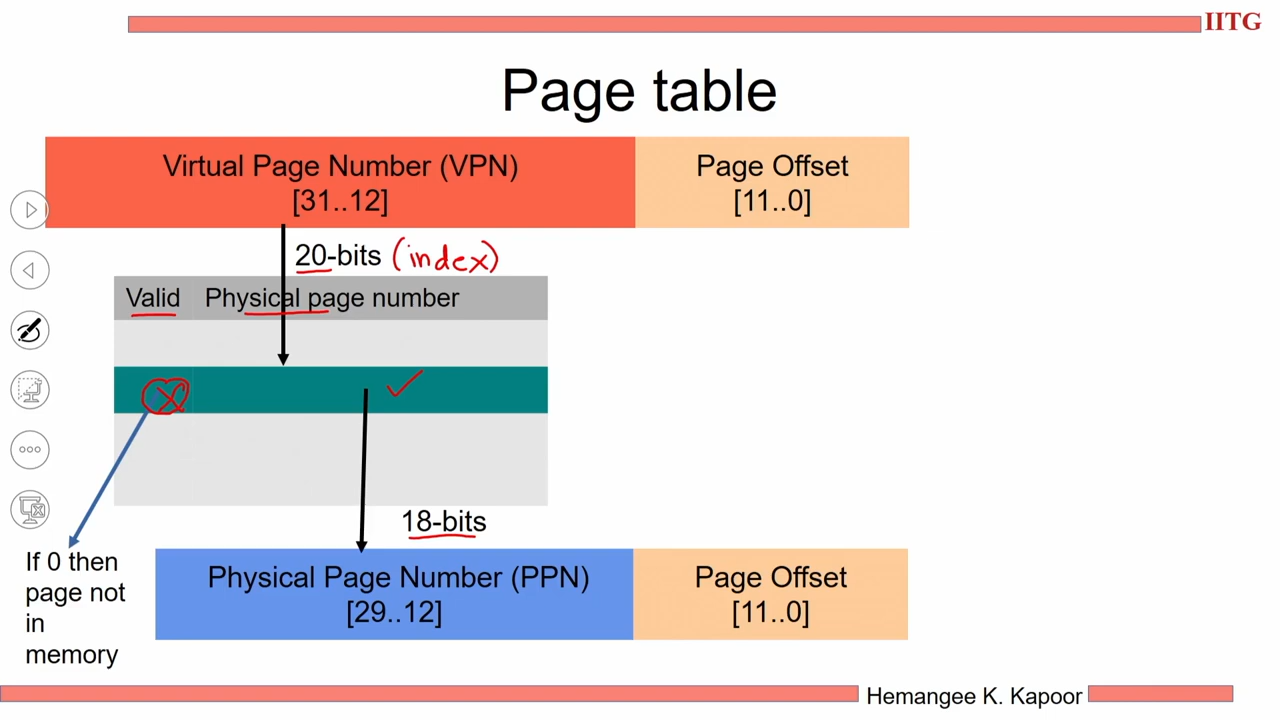 IITG
Page table
Virtual Page Number (VPN)
[31..12]
Page Offset
[11..0]
20-bits (index)
Valid Physical page number
18-bits
If 0 then
page not
in
memory
Physical Page Number (PPN)
[29..12]
Page Offset
[11..0]
Hemangee K. Kapoor